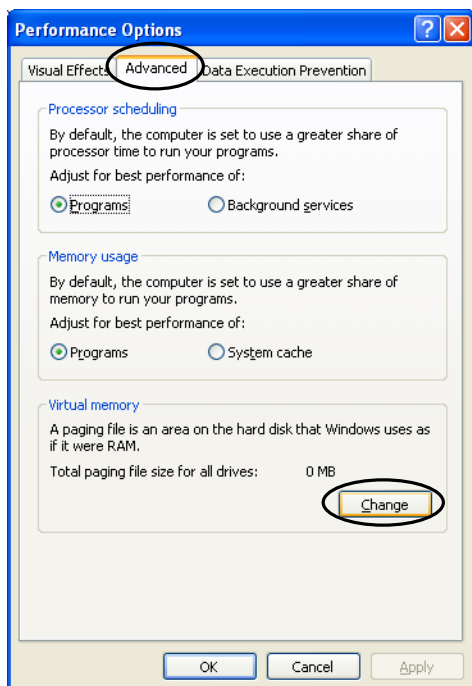 Performance Options
Visual Effects Advanced Data Execution Prevention
Processor scheduling
By default, the computer is set to use a greater share of
processor time to run your programs.
Adjust for best performance of:
Programs Background services
Memory usage
By default, the computer is set to use a greater share of
memory to run your programs.
Adjust for best performance of:
Programs System cache
Virtual memory
A paging file is an area on the hard disk that Windows uses as
if it were RAM.
Total paging file size for all drives: 0 MB
Change
OK Cancel Apply